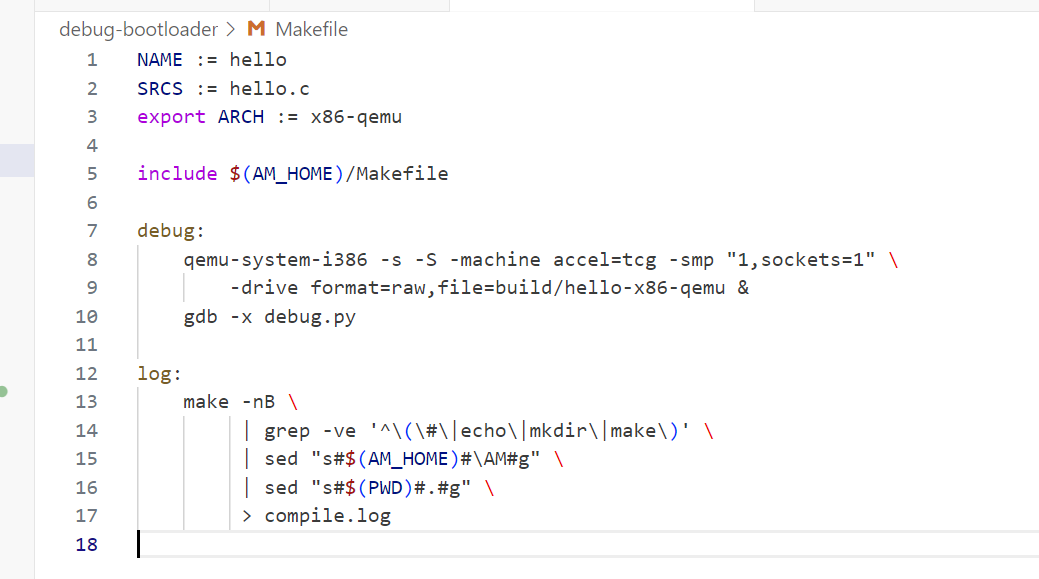 debug-bootloader > M Makefile
1 NAME := hello
2 SRCS := hello.c
3 export ARCH := x86-qemu
4
5 include $(AM_HOME)/Makefile
6
7 debug:
8     qemu-system-i386 -s -S -machine accel=tcg -smp "1,sockets=1" \
9         -drive format=raw,file=build/hello-x86-qemu &
10     gdb -x debug.py
11
12 log:
13     make -nB \
14         | grep -ve '^\(\#\|echo\|mkdir\|make\)' \
15         | sed "s#$(AM_HOME)#\AM#g" \
16         | sed "s#$(PWD)#.#g" \
17         > compile.log
18